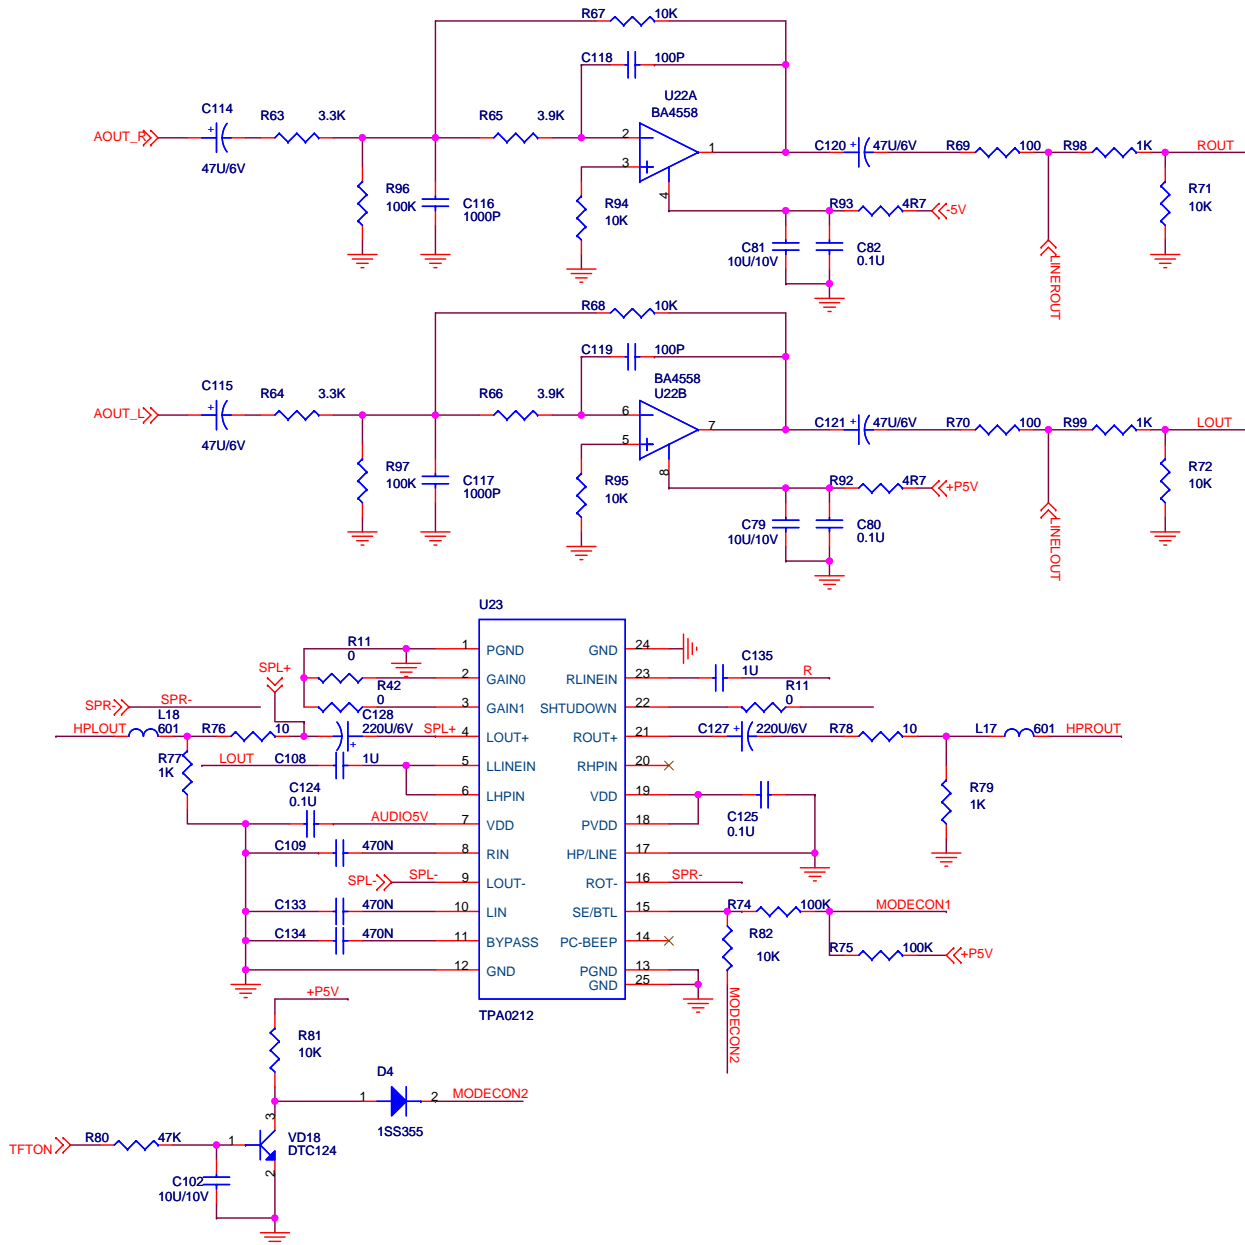 R67 10K
C118 100P
U22A
BA4558
C114
R63 3.3K
R65 3.9K
AOUT_R
47U/6V
2
3
1
4
C120 + 47U/6V
R69 100
R98 1K
ROUT
R96
100K
C116
1000P
R94
10K
R93 4R7
-5V
R71
10K
C81
10U/10V
C82
0.1U
LINEROUT
R68 10K
C119 100P
BA4558
U22B
C115
R64 3.3K
R66 3.9K
AOUT_L
47U/6V
6
5
7
8
C121 + 47U/6V
R70 100
R99 1K
LOUT
R97
100K
C117
1000P
R95
10K
R92 4R7
+P5V
R72
10K
C79
10U/10V
C80
0.1U
LINELOUT
U23
R11
0
1 PGND
GND 24
C135
1U
R
SPL+
2 GAIN0
RLINEIN 23
R42
0
R11
0
SPR- SPR-
3 GAIN1
SHTUDOWN 22
HPLOUT
L18
601
R76 10
C128
220U/6V
+
SPL+
4 LOUT+
ROUT+ 21
C127 + 220U/6V
R78 10
L17 601
HPROUT
R77
1K
LOUT
C108 1U
5 LLINEIN
RHPIN 20
C124
0.1U
6 LHPIN
VDD 19
R79
1K
AUDIO5V
7 VDD
PVDD 18
C125
0.1U
C109 470N
8 RIN
HP/LINE 17
SPL- SPL-
9 LOUT-
ROT- 16
SPR-
C133 470N
10 LIN
SE/BTL 15
R74 100K
MODECON1
C134 470N
11 BYPASS
PC-BEEP 14
R82
10K
R75 100K
+P5V
12 GND
PGND 13
GND 25
MODECON2
TPA0212
+P5V
R81
10K
D4
1 2
MODECON2
1SS355
3
TFTON
R80 47K
1
VD18
DTC124
2
C102
10U/10V